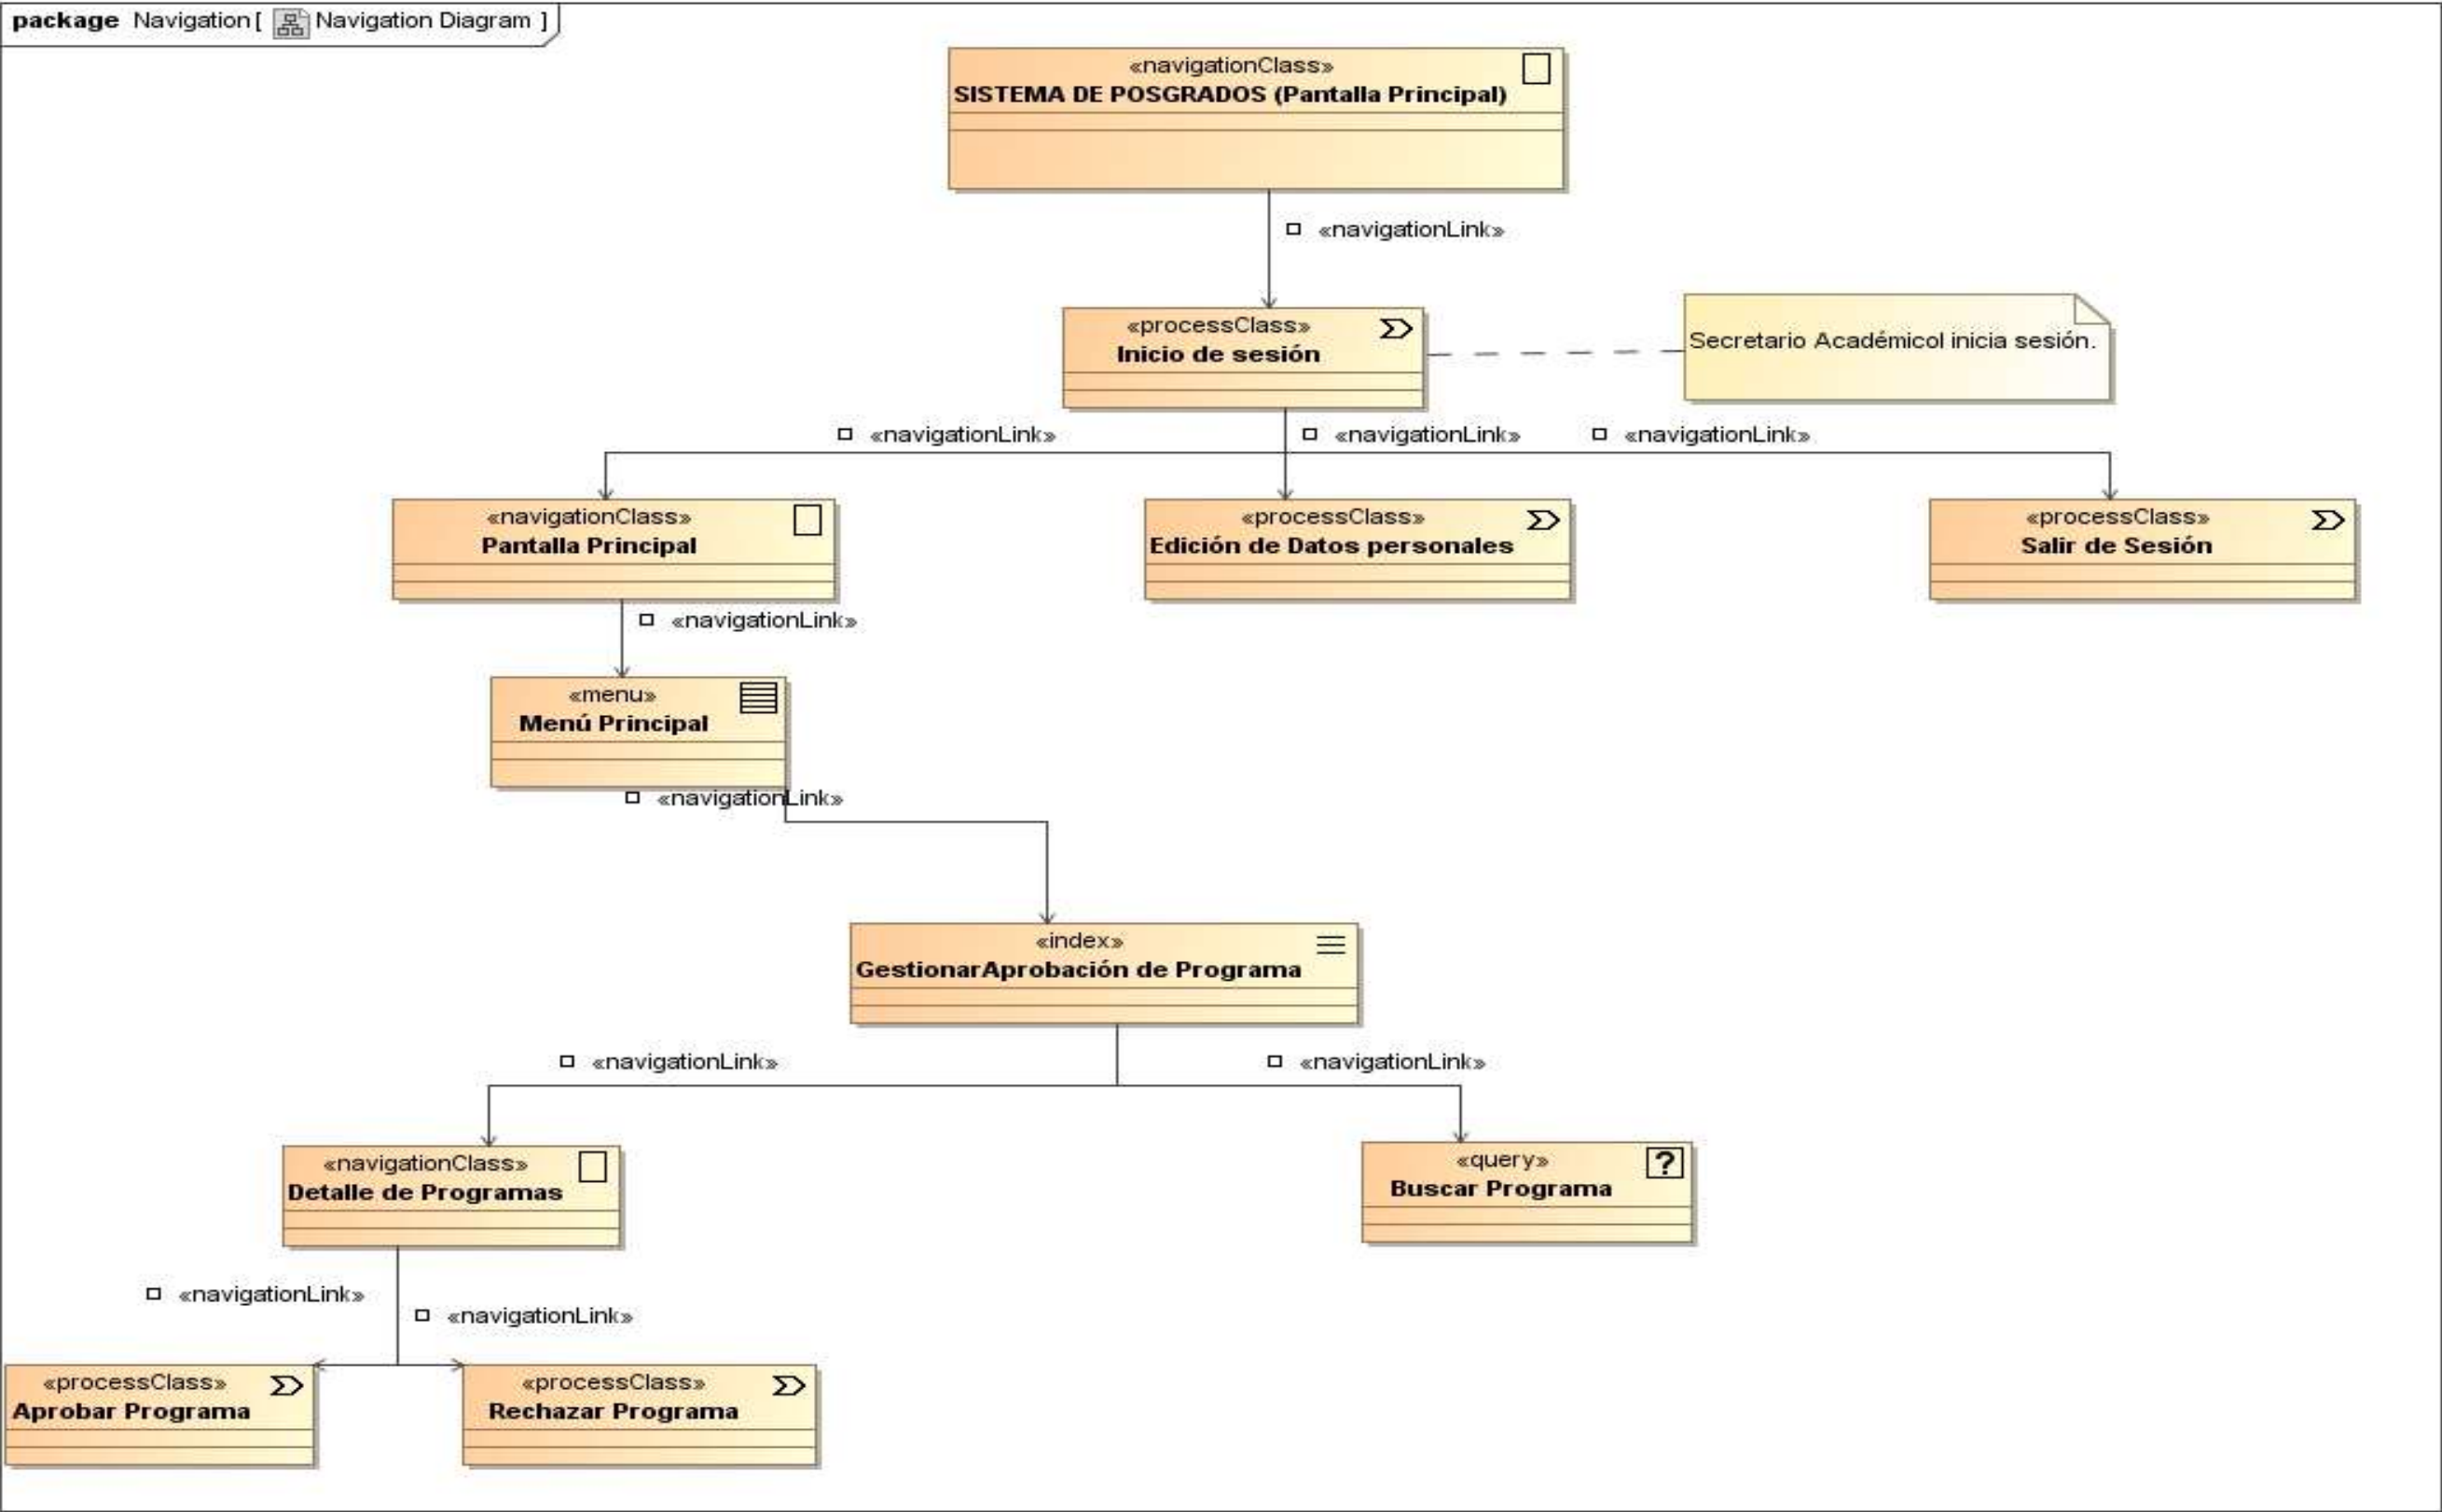 package Navigation [ Navigation Diagram ]
«navigationClass»
SISTEMA DE POSGRADOS (Pantalla Principal)
«navigationLink»
«processClass»
Inicio de sesión
Secretario Académicol inicia sesión.
«navigationLink» «navigationLink» «navigationLink»
«navigationClass»
Pantalla Principal
«processClass»
Edición de Datos personales
«processClass»
Salir de Sesión
«navigationLink»
«menu»
Menú Principal
«navigationLink»
«index»
GestionarAprobación de Programa
«navigationLink» «navigationLink»
«navigationClass»
Detalle de Programas
«query»
Buscar Programa
?
«navigationLink»
«navigationLink»
«processClass»
Aprobar Programa
«processClass»
Rechazar Programa